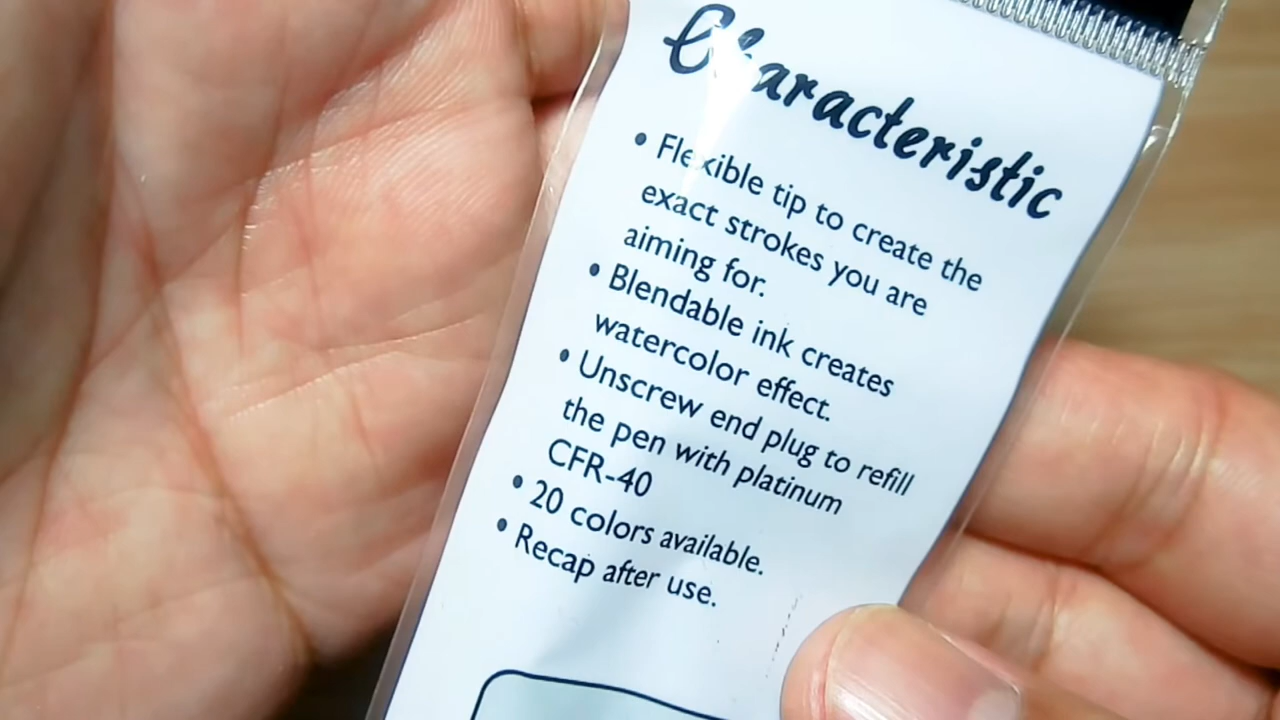 Characteristic
• Flexible tip to create the
exact strokes you are
aiming for.
• Blendable ink creates
watercolor effect.
• Unscrew end plug to refill
the pen with platinum
CFR-40
• 20 colors available.
• Recap after use.